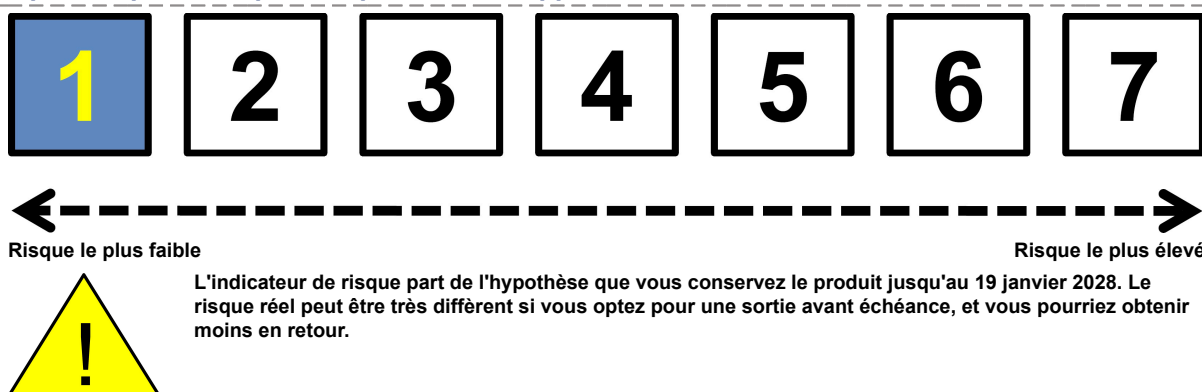 1 2 3 4 5 6 7
Risque le plus faible Risque le plus élevé
L'indicateur de risque part de l'hypothèse que vous conservez le produit jusqu'au 19 janvier 2028. Le
risque réel peut être très diffèrent si vous optez pour une sortie avant échéance, et vous pourriez obtenir
moins en retour.
!